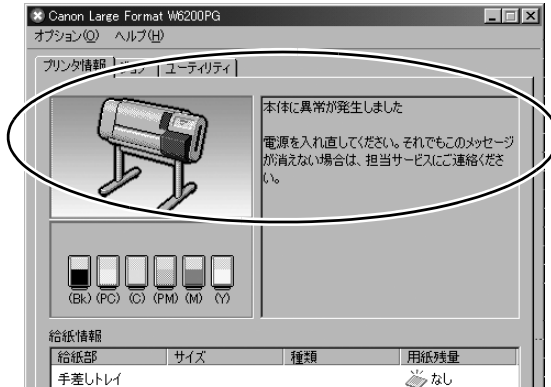 Canon Large Format W6200PG
オプション(O) ヘルプ(H)
プリンタ情報 ジョブ ユーティリティ
本体に異常が発生しました
電源を入れ直してください。それでもこのメッセージ
が消えない場合は、担当サービスにご連絡くださ
い。
(Bk) (PC) (C) (PM) (M) (Y)
給紙情報
給紙部 サイズ 種類 用紙残量
手差しトレイ なし